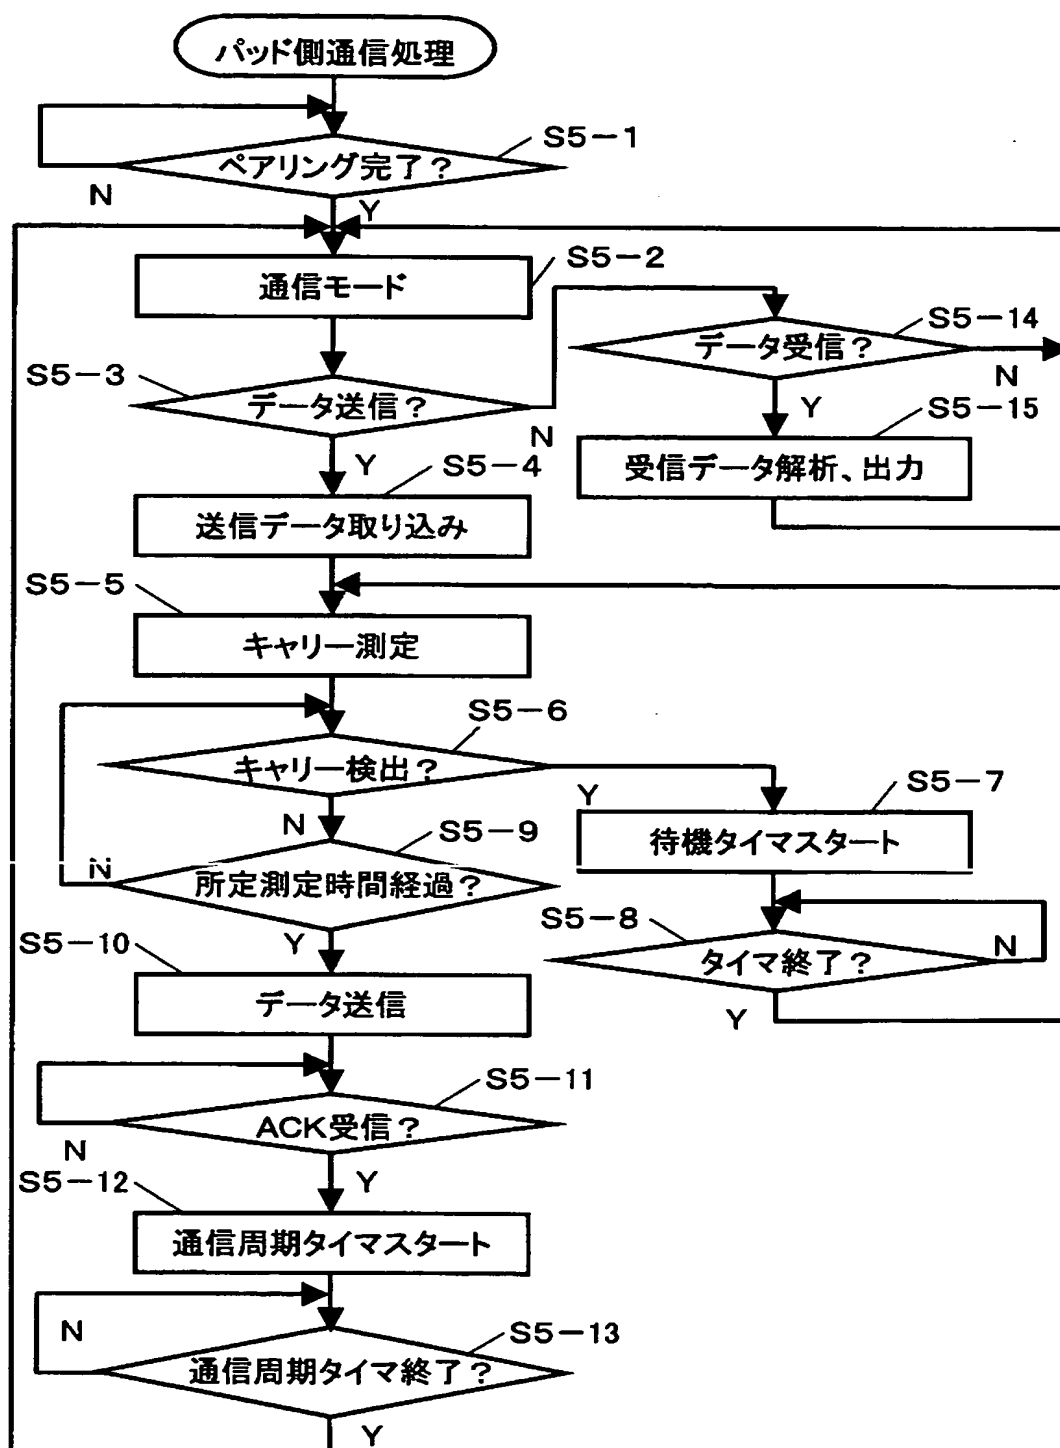 パッド側通信処理
S5-1
ペアリング完了？
N
Y
S5-2
通信モード
S5-14
データ受信？
N
S5-3
データ送信？
Y
S5-15
N
受信データ解析、出力
Y
S5-4
送信データ取り込み
S5-5
キャリー測定
S5-6
キャリー検出？
Y
S5-7
N
S5-9
待機タイマスタート
N
所定測定時間経過？
S5-8
Y
タイマ終了？
N
S5-10
データ送信
Y
S5-11
ACK受信？
N
Y
S5-12
通信周期タイマスタート
N
S5-13
通信周期タイマ終了？
Y